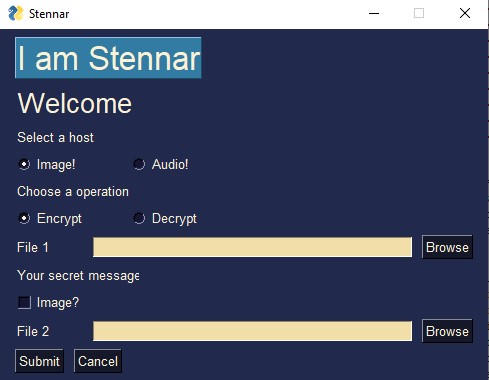 Stennar
I am Stennar
Welcome
Select a host
Image! Audio!
Choose a operation
Encrypt Decrypt
File 1 Browse
Your secret message
Image?
File 2 Browse
Submit Cancel